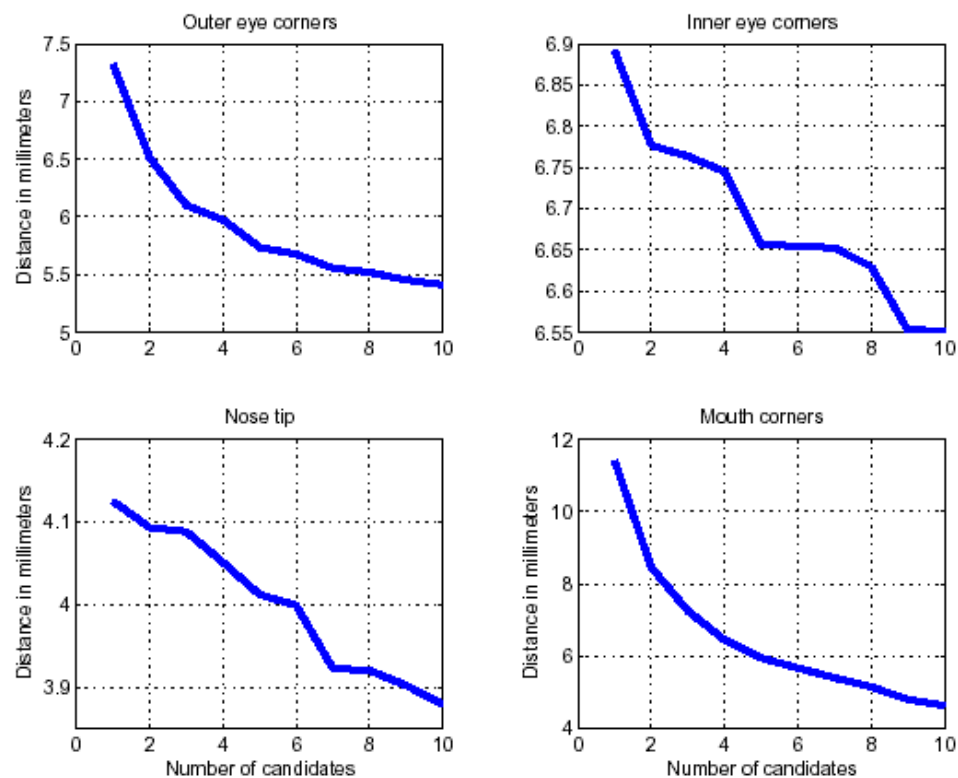 Outer eye corners
7.5
7
6.5
6
5.5
5
0 2 4 6 8 10
Distance in millimeters
Inner eye corners
6.9
6.85
6.8
6.75
6.7
6.65
6.6
6.55
0 2 4 6 8 10
Nose tip
4.2
4.1
4
3.9
0 2 4 6 8 10
Distance in millimeters
Number of candidates
Mouth corners
12
10
8
6
4
0 2 4 6 8 10
Distance in millimeters
Number of candidates